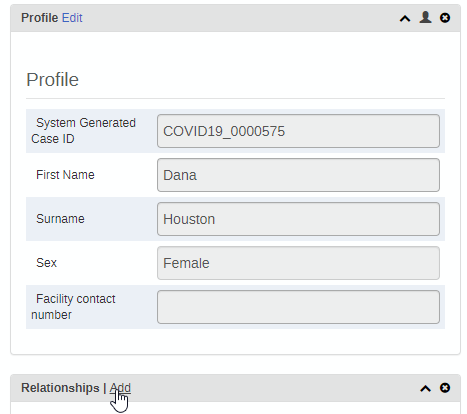 Profile Edit
Profile
System Generated
Case ID
COVID19_0000575
First Name
Dana
Surname
Houston
Sex
Female
Facility contact
number
Relationships | Add